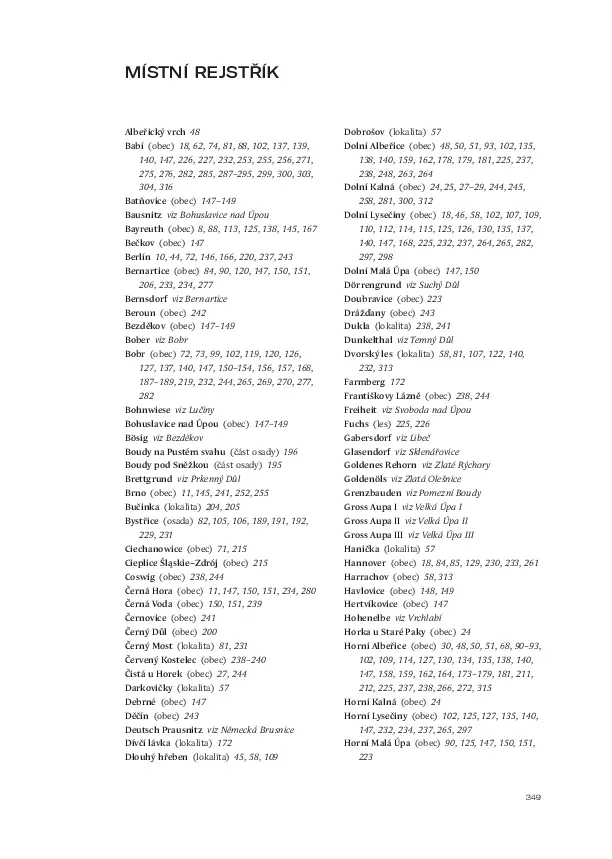 MÍSTNÍ REJSTŘÍK
Albeřický vrch 48
Babí (obec) 18, 62, 74, 81, 88, 102, 137, 139,
140, 147, 226, 227, 232, 253, 255, 256, 271,
275, 276, 282, 285, 287–295, 299, 300, 303,
304, 316
Batňovice (obec) 147–149
Bausnitz viz Bohuslavice nad Úpou
Bayreuth (obec) 8, 88, 113, 125, 138, 145, 167
Bečkov (obec) 147
Berlín 10, 44, 72, 146, 166, 220, 237, 243
Bernartice (obec) 84, 90, 120, 147, 150, 151,
206, 233, 234, 277
Bernsdorf viz Bernartice
Beroun (obec) 242
Bezděkov (obec) 147–149
Bober viz Bobr
Bobr (obec) 72, 73, 99, 102, 119, 120, 126,
127, 137, 140, 147, 150–154, 156, 157, 168,
187–189, 219, 232, 244, 265, 269, 270, 277,
282
Bohnwiese viz Lučiny
Bohuslavice nad Úpou (obec) 147–149
Bösig viz Bezděkov
Boudy na Pustém svahu (část osady) 196
Boudy pod Sněžkou (část osady) 195
Brettgrund viz Prkenný Důl
Brno (obec) 11, 145, 241, 252, 255
Bučinka (lokalita) 204, 205
Bystřice (osada) 82, 105, 106, 189, 191, 192,
229, 231
Ciechanowice (obec) 71, 215
Cieplice Śląskie–Zdrój (obec) 215
Coswig (obec) 238, 244
Černá Hora (obec) 11, 147, 150, 151, 234, 280
Černá Voda (obec) 150, 151, 239
Černovice (obec) 241
Černý Důl (obec) 200
Černý Most (lokalita) 81, 231
Červený Kostelec (obec) 238–240
Čistá u Horek (obec) 27, 244
Darkovičky (lokalita) 57
Debrné (obec) 147
Děčín (obec) 243
Deutsch Prausnitz viz Německá Brusnice
Dívčí lávka (lokalita) 172
Dlouhý hřeben (lokalita) 45, 58, 109
Dobrošov (lokalita) 57
Dolní Albeřice (obec) 48, 50, 51, 93, 102, 135,
138, 140, 159, 162, 178, 179, 181, 225, 237,
238, 248, 263, 264
Dolní Kalná (obec) 24, 25, 27–29, 244, 245,
258, 281, 300, 312
Dolní Lysečiny (obec) 18, 46, 58, 102, 107, 109,
110, 112, 114, 115, 125, 126, 130, 135, 137,
140, 147, 168, 225, 232, 237, 264, 265, 282,
297, 298
Dolní Malá Úpa (obec) 147, 150
Dörrengrund viz Suchý Důl
Doubravice (obec) 223
Drážďany (obec) 243
Dukla (lokalita) 238, 241
Dunkelthal viz Temný Důl
Dvorský les (lokalita) 58, 81, 107, 122, 140,
232, 313
Farmberg 172
Františkovy Lázně (obec) 238, 244
Freiheit viz Svoboda nad Úpou
Fuchs (les) 225, 226
Gabersdorf viz Libeč
Glasendorf viz Sklenářovice
Goldenes Rehorn viz Zlaté Rýchory
Goldenöls viz Zlatá Olešnice
Grenzbauden viz Pomezní Boudy
Gross Aupa I viz Velká Úpa I
Gross Aupa II viz Velká Úpa II
Gross Aupa III viz Velká Úpa III
Hanička (lokalita) 57
Hannover (obec) 18, 84, 85, 129, 230, 233, 261
Harrachov (obec) 58, 313
Havlovice (obec) 148, 149
Hertvíkovice (obec) 147
Hohenelbe viz Vrchlabí
Horka u Staré Paky (obec) 24
Horní Albeřice (obec) 30, 48, 50, 51, 68, 90–93,
102, 109, 114, 127, 130, 134, 135, 138, 140,
147, 158, 159, 162, 164, 173–179, 181, 211,
212, 225, 237, 238, 266, 272, 315
Horní Kalná (obec) 24
Horní Lysečiny (obec) 102, 125, 127, 135, 140,
147, 232, 234, 237, 265, 297
Horní Malá Úpa (obec) 90, 125, 147, 150, 151,
223
349